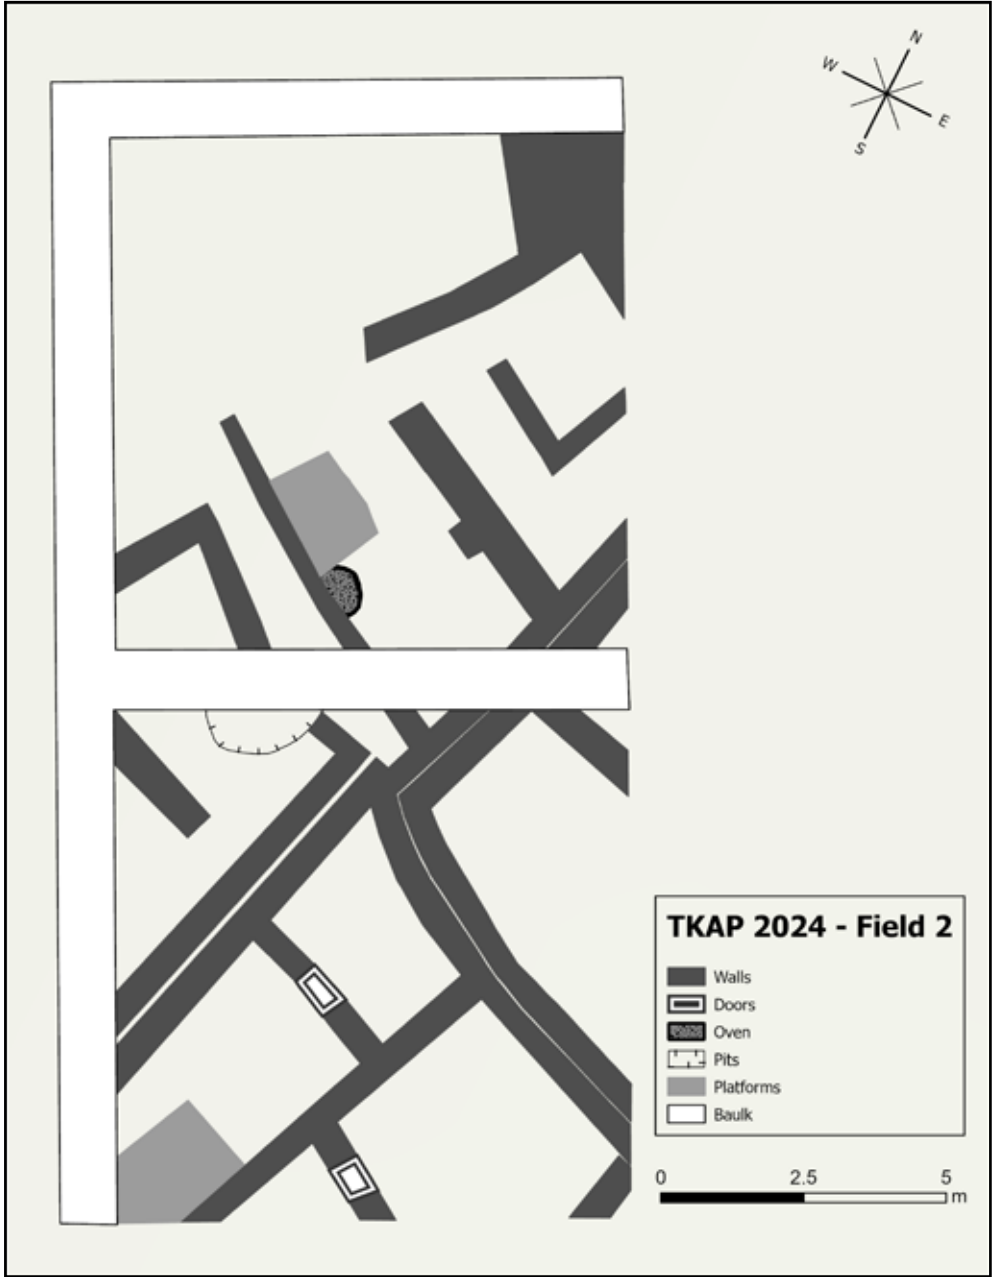 N
W
E
S
TKAP 2024 - Field 2
Walls
Doors
Oven
Pits
Platforms
Baulk
0 2.5 5
m